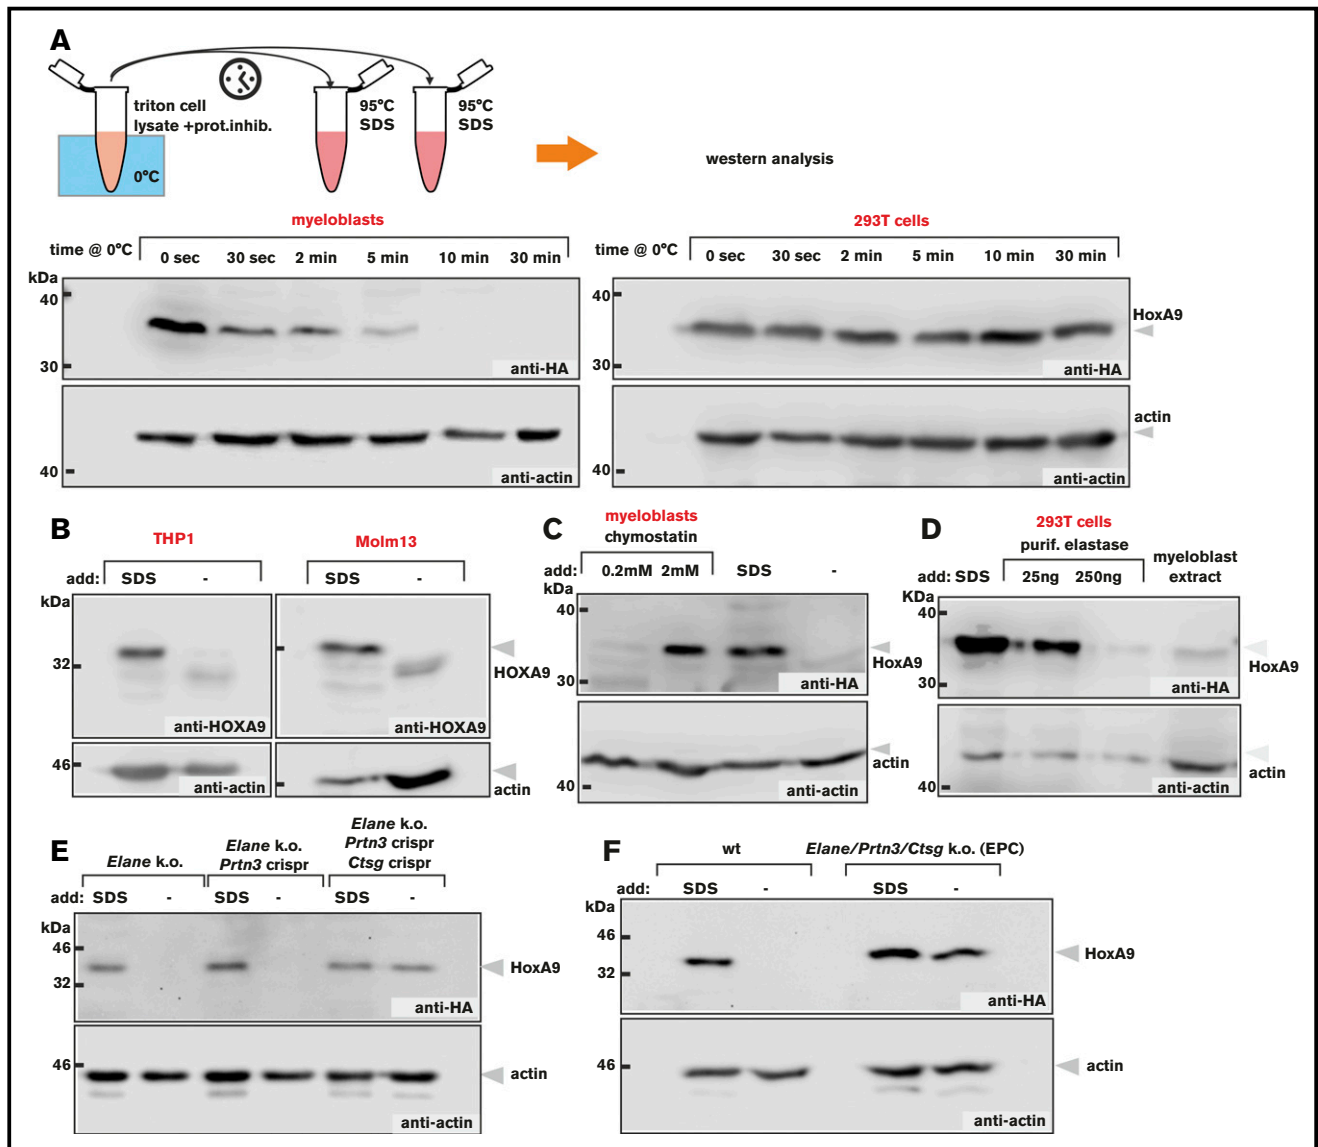 A
triton cell
lysate +prot.inhib.
0°C
95°C
SDS
95°C
SDS
western analysis
myeloblasts
time @ 0°C
0 sec 30 sec 2 min 5 min 10 min 30 min
kDa
40
30
anti-HA
40
anti-actin
293T cells
time @ 0°C
0 sec 30 sec 2 min 5 min 10 min 30 min
40
30
HoxA9
anti-HA
actin
40
anti-actin
B
THP1
Molm13
add: SDS -
SDS -
kDa
32
anti-HOXA9
anti-HOXA9
HOXA9
46
anti-actin
actin
C
myeloblasts
chymostatin
add: 0.2mM 2mM SDS -
kDa
40
30
HoxA9
anti-HA
40
actin
anti-actin
D
293T cells
purif. elastase
myeloblast
extract
add: SDS 25ng 250ng
KDa
40
30
HoxA9
anti-HA
40
actin
anti-actin
E
Elane k.o.
Elane k.o.
Prtn3 crispr
Elane k.o.
Prtn3 crispr
Ctsg crispr
add: SDS - SDS - SDS -
kDa
46
32
HoxA9
anti-HA
46
actin
anti-actin
F
wt
Elane/Prtn3/Ctsg k.o. (EPC)
add: SDS - SDS -
kDa
46
32
HoxA9
anti-HA
46
actin
anti-actin